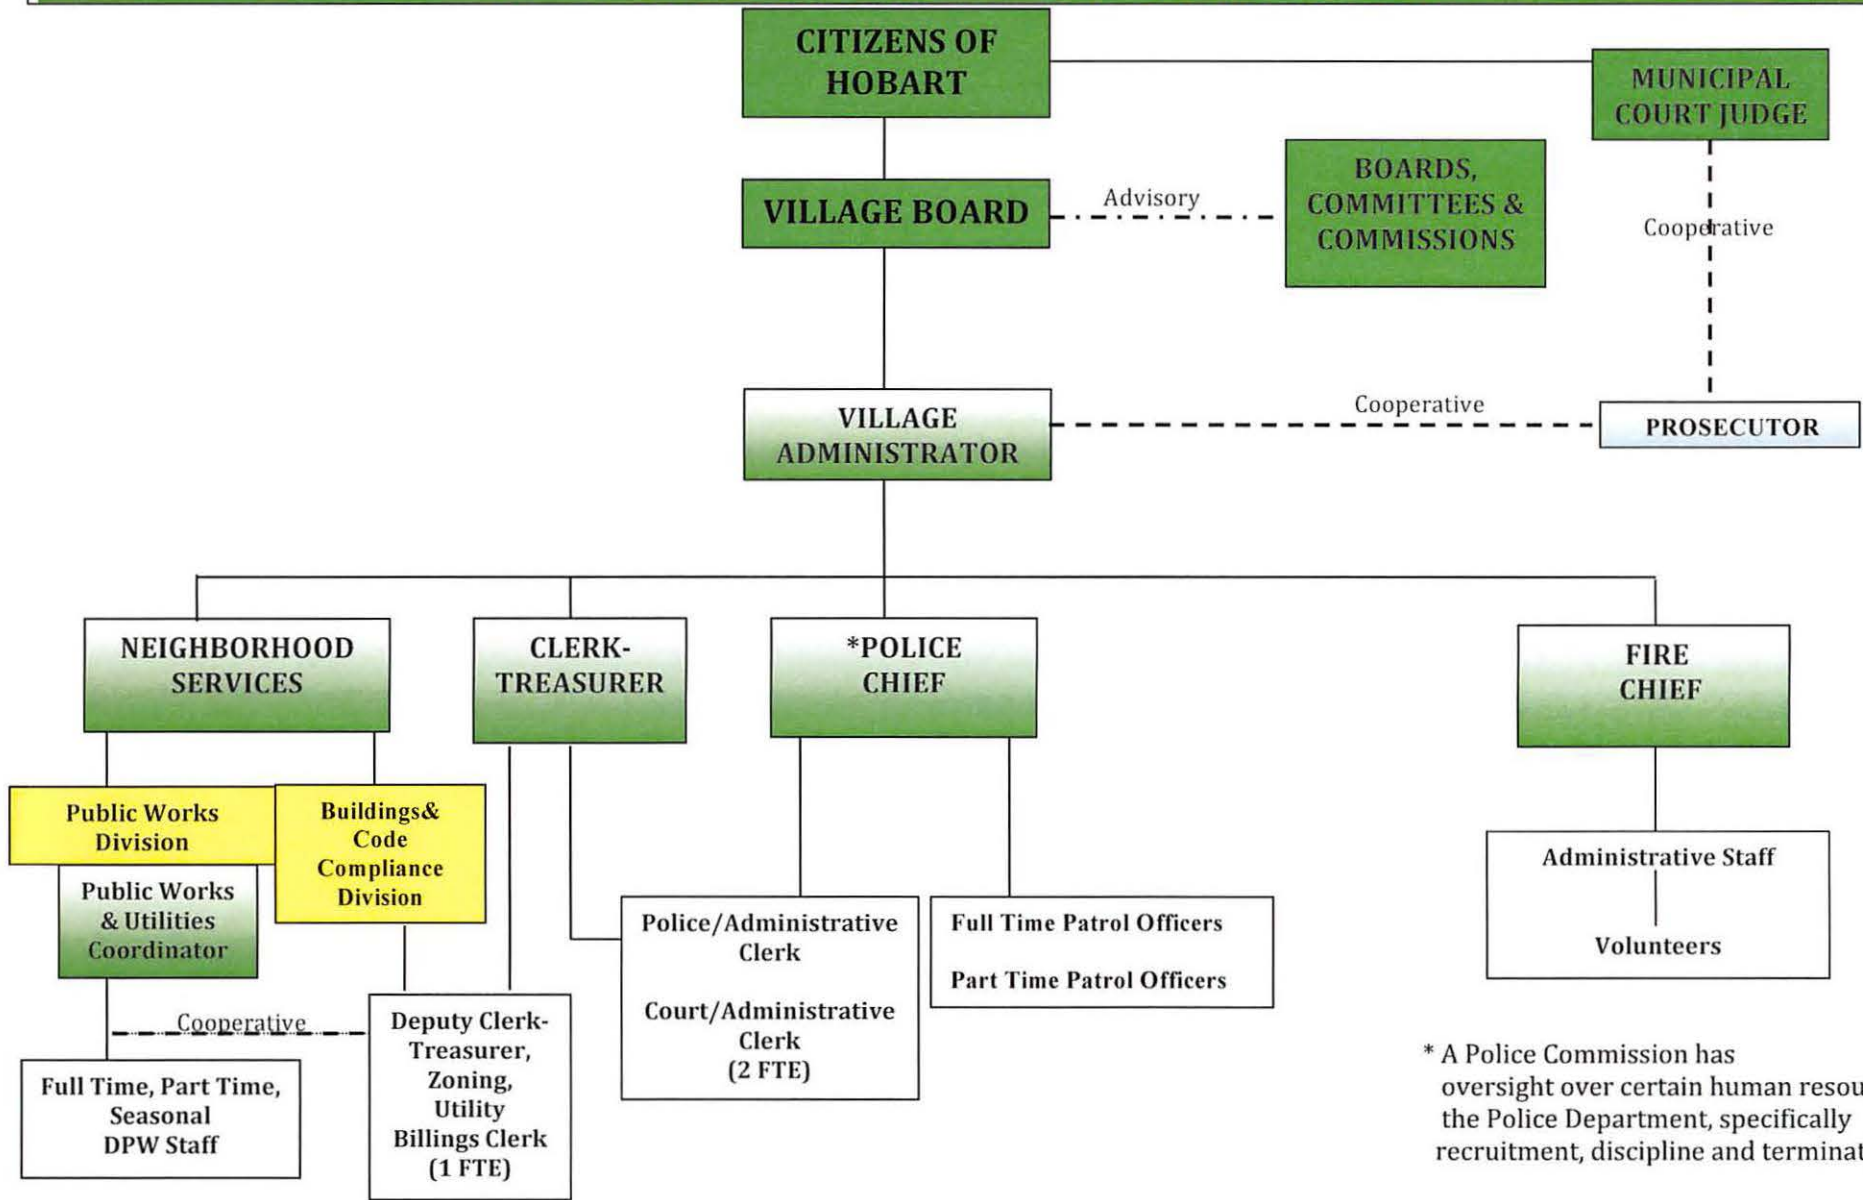 CITIZENS OF
HOBART
MUNICIPAL
COURT JUDGE
VILLAGE BOARD
Advisory
BOARDS,
COMMITTEES &
COMMISSIONS
Cooperative
VILLAGE
ADMINISTRATOR
Cooperative
PROSECUTOR
NEIGHBORHOOD
SERVICES
CLERK-
TREASURER
*POLICE
CHIEF
FIRE
CHIEF
Public Works
Division
Buildings&
Code
Compliance
Division
Public Works
& Utilities
Coordinator
Cooperative
Full Time, Part Time,
Seasonal
DPW Staff
Deputy Clerk-
Treasurer,
Zoning,
Utility
Billings Clerk
(1 FTE)
Police/Administrative
Clerk
Court/Administrative
Clerk
(2 FTE)
Full Time Patrol Officers
Part Time Patrol Officers
Administrative Staff
Volunteers
* A Police Commission has
oversight over certain human
the Police Department, specifically
recruitment, discipline and